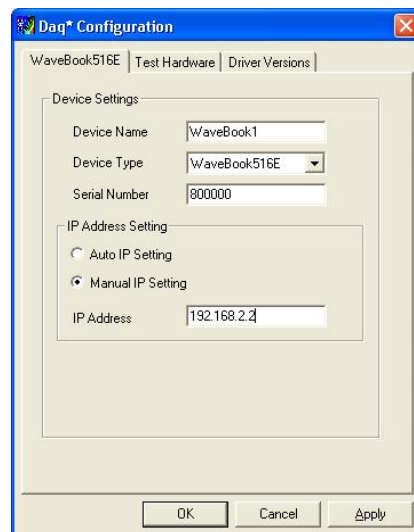 Daq* Configuration
WaveBook516E
Test Hardware
Driver Versions
Device Settings
Device Name
WaveBook1
Device Type
WaveBook516E
Serial Number
800000
IP Address Setting
Auto IP Setting
Manual IP Setting
IP Address
192.168.2.2
OK
Cancel
Apply